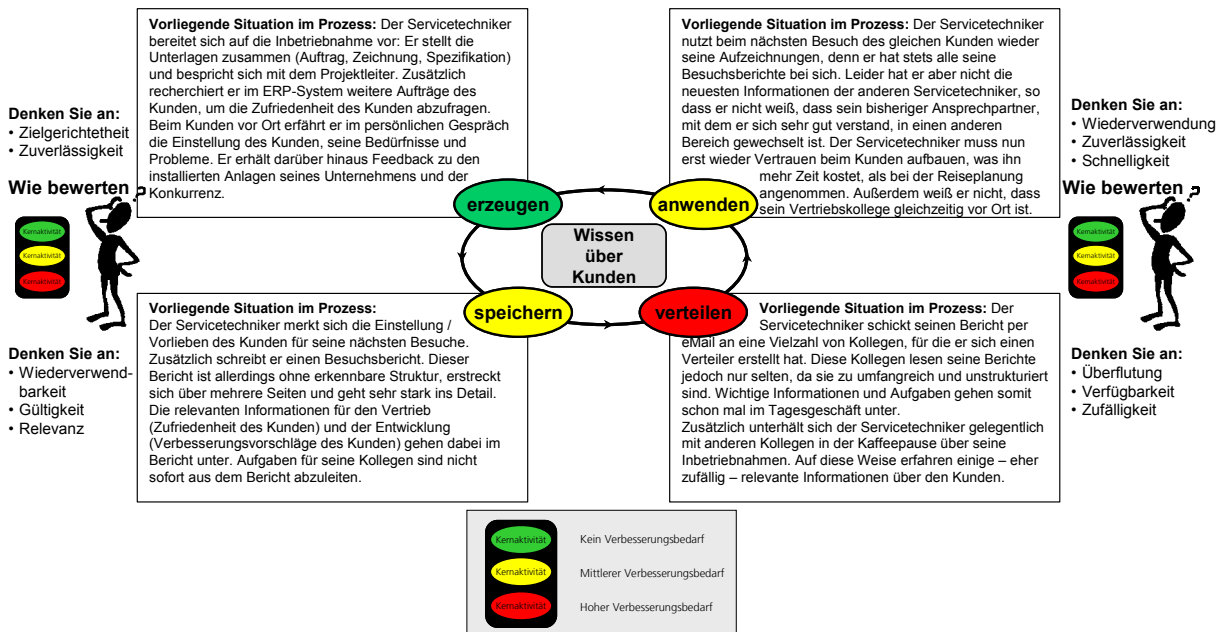 Vorliegende Situation im Prozess: Der Servicetechniker
bereitet sich auf die Inbetriebnahme vor: Er stellt die
Unterlagen zusammen (Auftrag, Zeichnung, Spezifikation)
und bespricht sich mit dem Projektleiter. Zusätzlich
recherchiert er im ERP-System weitere Aufträge des
Kunden, um die Zufriedenheit des Kunden abzufragen.
Beim Kunden vor Ort erfährt er im persönlichen Gespräch
die Einstellung des Kunden, seine Bedürfnisse und
Probleme. Er erhält darüber hinaus Feedback zu den
installierten Anlagen seines Unternehmens und der
Konkurrenz.
Vorliegende Situation im Prozess: Der Servicetechniker
nutzt beim nächsten Besuch des gleichen Kunden wieder
seine Aufzeichnungen, denn er hat stets alle seine
Besuchsberichte bei sich. Leider hat er aber nicht die
neuesten Informationen der anderen Servicetechniker, so
dass er nicht weiß, dass sein bisheriger Ansprechpartner,
mit dem er sich sehr gut verstand, in einen anderen
Bereich gewechselt ist. Der Servicetechniker muss nun
erst wieder Vertrauen beim Kunden aufbauen, was ihn
mehr Zeit kostet, als bei der Reiseplanung
angenommen. Außerdem weiß er nicht, dass
sein Vertriebskollege gleichzeitig vor Ort ist.
Denken Sie an:
• Zielgerichtetheit
• Zuverlässigkeit
Wie bewerten ?
Kernaktivität
Kernaktivität
Kernaktivität
Denken Sie an:
• Wiederverwendung
• Zuverlässigkeit
• Schnelligkeit
Wie bewerten ?
Kernaktivität
Kernaktivität
Kernaktivität
erzeugen
anwenden
Wissen
über
Kunden
speichern
verteilen
Vorliegende Situation im Prozess:
Der Servicetechniker merkt sich die Einstellung /
Vorlieben des Kunden für seine nächsten Besuche.
Zusätzlich schreibt er einen Besuchsbericht. Dieser
Bericht ist allerdings ohne erkennbare Struktur, erstreckt
sich über mehrere Seiten und geht sehr stark ins Detail.
Die relevanten Informationen für den Vertrieb
(Zufriedenheit des Kunden) und der Entwicklung
(Verbesserungsvorschläge des Kunden) gehen dabei im
Bericht unter. Aufgaben für seine Kollegen sind nicht
sofort aus dem Bericht abzuleiten.
Vorliegende Situation im Prozess: Der
Servicetechniker schickt seinen Bericht per
eMail an eine Vielzahl von Kollegen, für die er sich einen
Verteiler erstellt hat. Diese Kollegen lesen seine Berichte
jedoch nur selten, da sie zu umfangreich und unstrukturiert
sind. Wichtige Informationen und Aufgaben gehen somit
schon mal im Tagesgeschäft unter.
Zusätzlich unterhält sich der Servicetechniker gelegentlich
mit anderen Kollegen in der Kaffeepause über seine
Inbetriebnahmen. Auf diese Weise erfahren einige – eher
zufällig – relevante Informationen über den Kunden.
Denken Sie an:
• Wiederverwend-
barkeit
• Gültigkeit
• Relevanz
Denken Sie an:
• Überflutung
• Verfügbarkeit
• Zufälligkeit
Kernaktivität Kein Verbesserungsbedarf
Kernaktivität Mittlerer Verbesserungsbedarf
Kernaktivität Hoher Verbesserungsbedarf